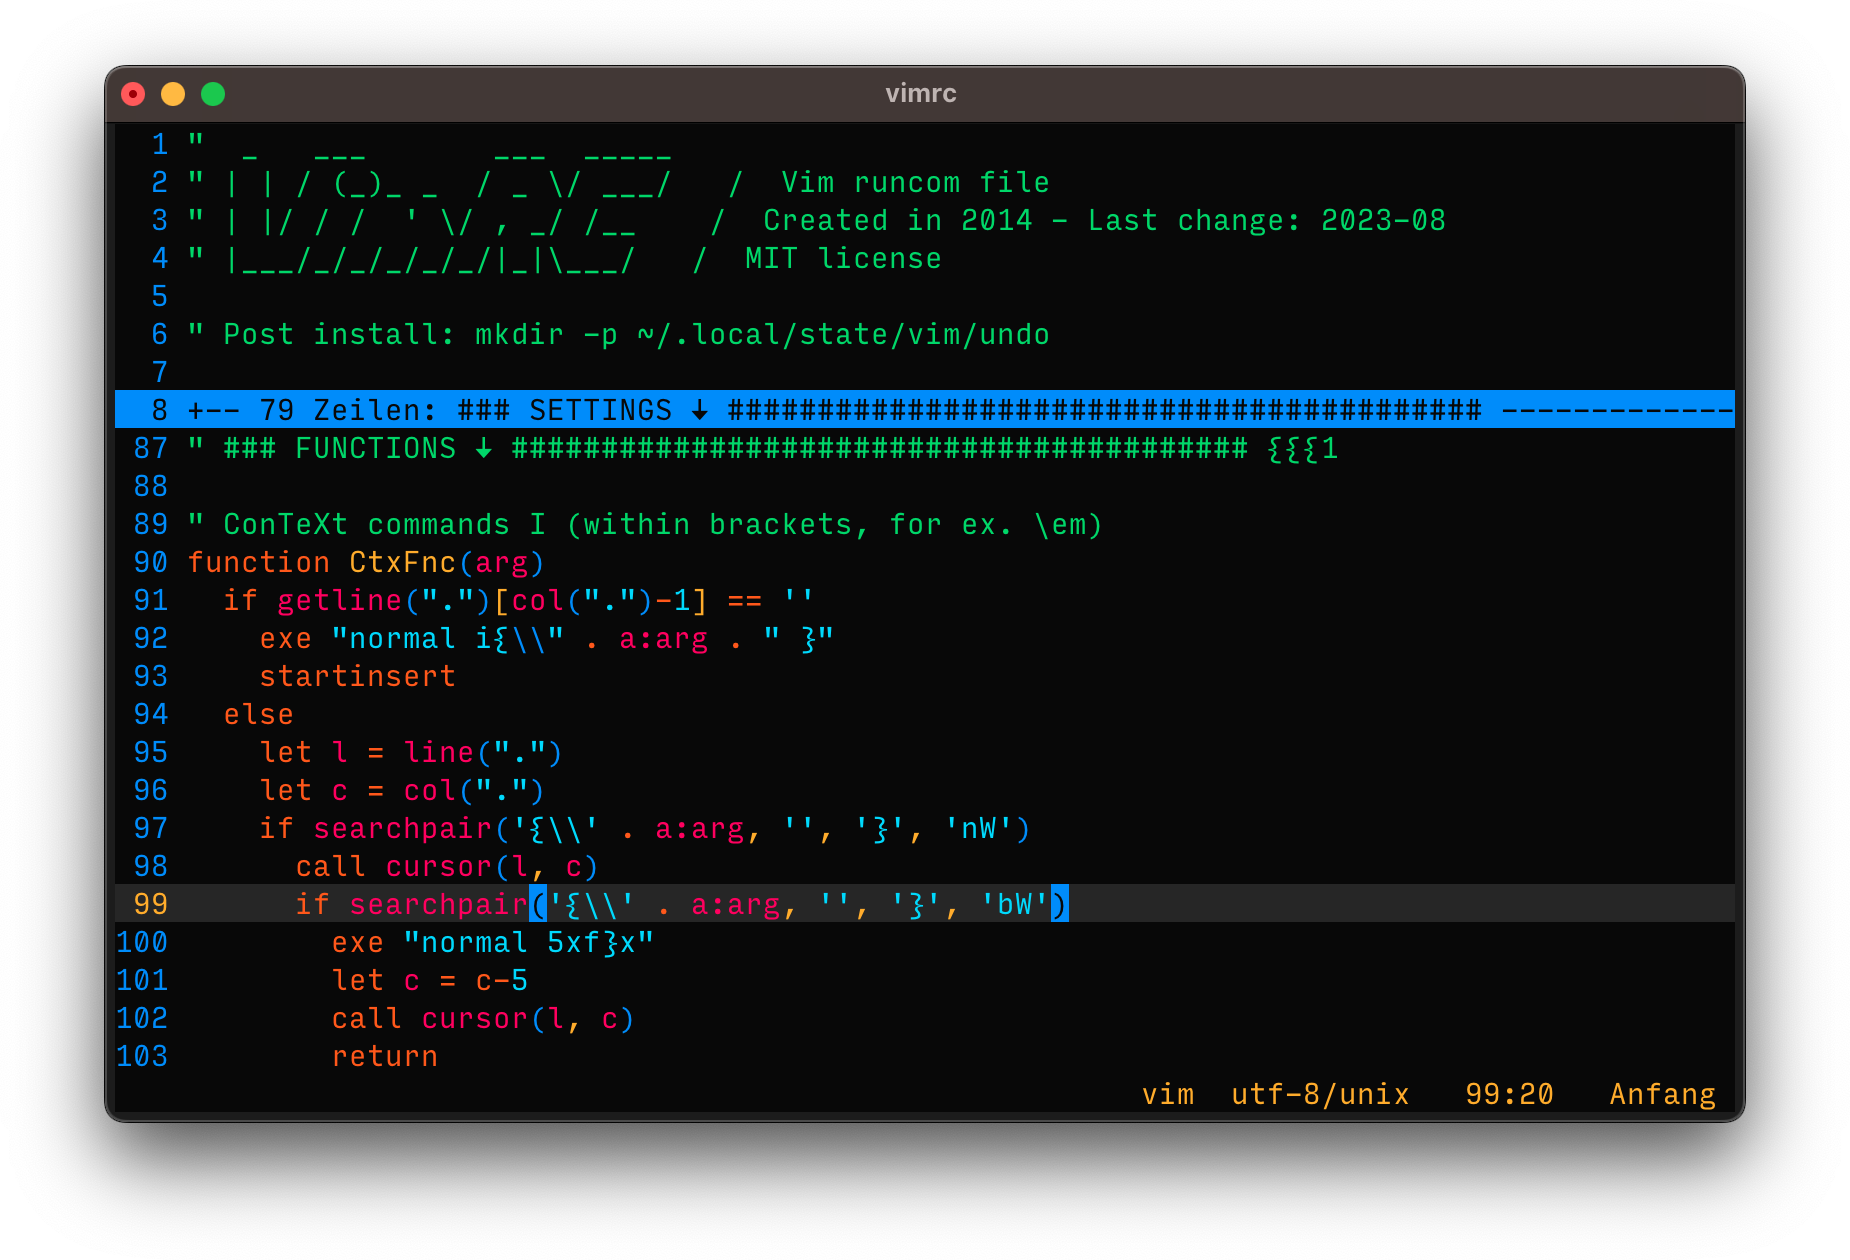 vimrc
  1 "  _   ___       ___  _____
  2 " | | / (_)_ _  / _ \/ ___/   /  Vim runcom file
  3 " | |/ / /  ' \/ , _/ /__    /  Created in 2014 - Last change: 2023-08
  4 " |___/_/_/_/_/_/|_|\___/   /  MIT license
  5
  6 " Post install: mkdir -p ~/.local/state/vim/undo
  7
  8 +-- 79 Zeilen: ### SETTINGS ↓ ########################################## -------------
 87 " ### FUNCTIONS ↓ ######################################### {{{1
 88
 89 " ConTeXt commands I (within brackets, for ex. \em)
 90 function CtxFnc(arg)
 91   if getline(".")[col(".")-1] == ''
 92     exe "normal i{\\" . a:arg . " }"
 93     startinsert
 94   else
 95     let l = line(".")
 96     let c = col(".")
 97     if searchpair('{\\' . a:arg, '', '}', 'nW')
 98       call cursor(l, c)
 99       if searchpair('{\\' . a:arg, '', '}', 'bW')
100         exe "normal 5xf}x"
101         let c = c-5
102         call cursor(l, c)
103         return
vim  utf-8/unix   99:20   Anfang